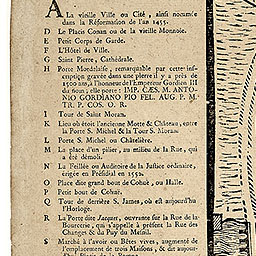 A la vieille Ville ou Cité, ainsi nommée
dans la Réformation de l'an 1455.
D Le Placis Conan ou de la vieille Monnoie.
E Petit Corps de Garde.
F L'Hôtel de Ville.
G Saint Pierre, Cathédrale.
H Porte Mordelaise, remarquable par cette ins-
cription gravée dans une pierre il y a près de
1500 ans, à l'honneur de l'Empereur Gordien III
du nom; elle porte: IMP. CÆS. M. ANTO-
NIO GORDIANO PIO FEL. AUG. P. M.
TR. P. COS. O. R.
I Tour de Saint Moran.
K Lieu où étoit l'ancienne Motte & Château, entre
la Porte S. Michel & la Tour S. Moran.
L Porte S. Michel ou Châtelière.
M La place d'un pilier, au milieu de la Rue, qui
a été démoli.
N La Feillée ou Auditoire de la Justice ordinaire,
érigée en Présidial en 1552.
O Place dite grand bout de Cohuë, ou Halle.
P Petit bout de Cohuë.
Q Tour de derrière S. James, où est aujourd'hu
l'Horloge.
R La Porte dite Jacquet, ouvrante sur la Rue de la
Bourcerie, qui s'appelle à présent la Rue des
Changes & du Puy du Mesnil.
S Marché à l'avoir ou Bêtes vives, augmenté de
l'emplacement de trois Maisons, & dit aujour-